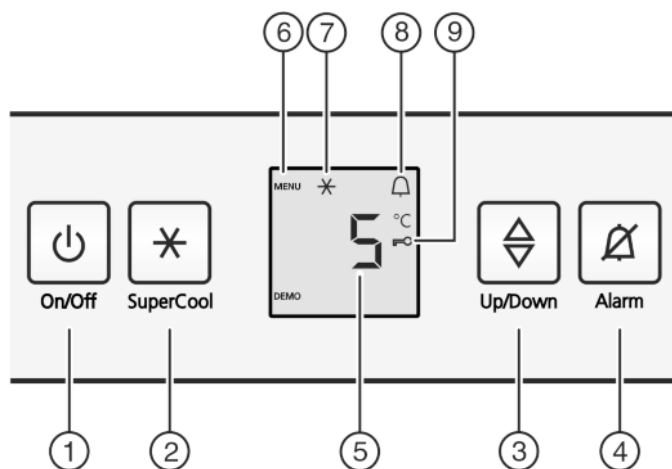 6 7 8 9
MENU
°C
5
DEMO
On/Off SuperCool Up/Down Alarm
1 2 5 3 4